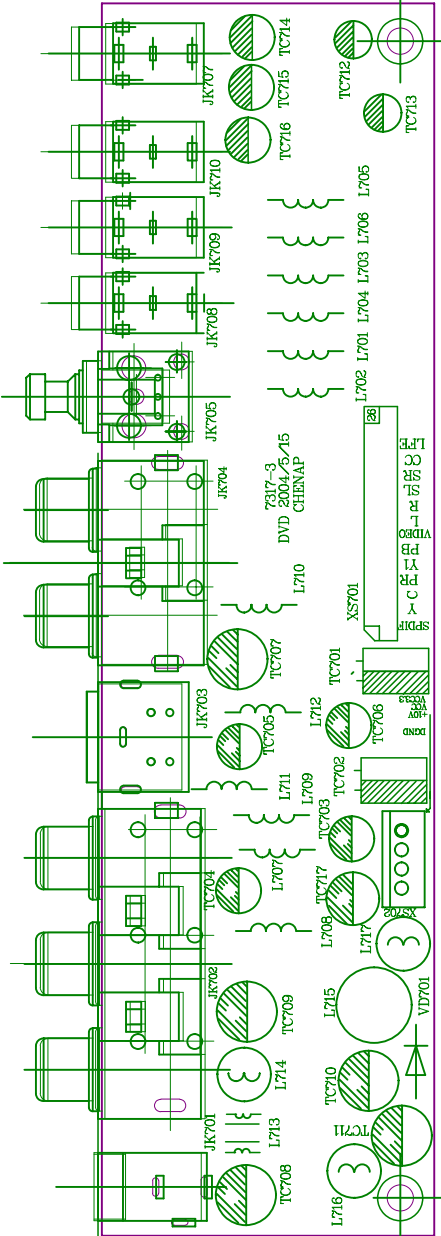 TC714
TC712
JK707
TC715
TC713
TC716
JK710
L705
JK709
L706
L703
JK708
L704
L701
L702
JK705
26
LFE
CC
SR
SL
R
L
VIDEO
PB
Y1
PR
C
Y
SPDIF
7317-3
DVD 2004/5/15
CHENAP
JK704
L710
XS701
TC707
TC701
VCC3.3
VCC
+10V
DGND
JK703
TC705
L712
TC706
L711
L709
TC702
TC703
TC704
L707
TC717
XS702
L708
L717
JK702
TC709
L715
VD701
L714
TC710
JK701
L713
TC711
TC708
L716